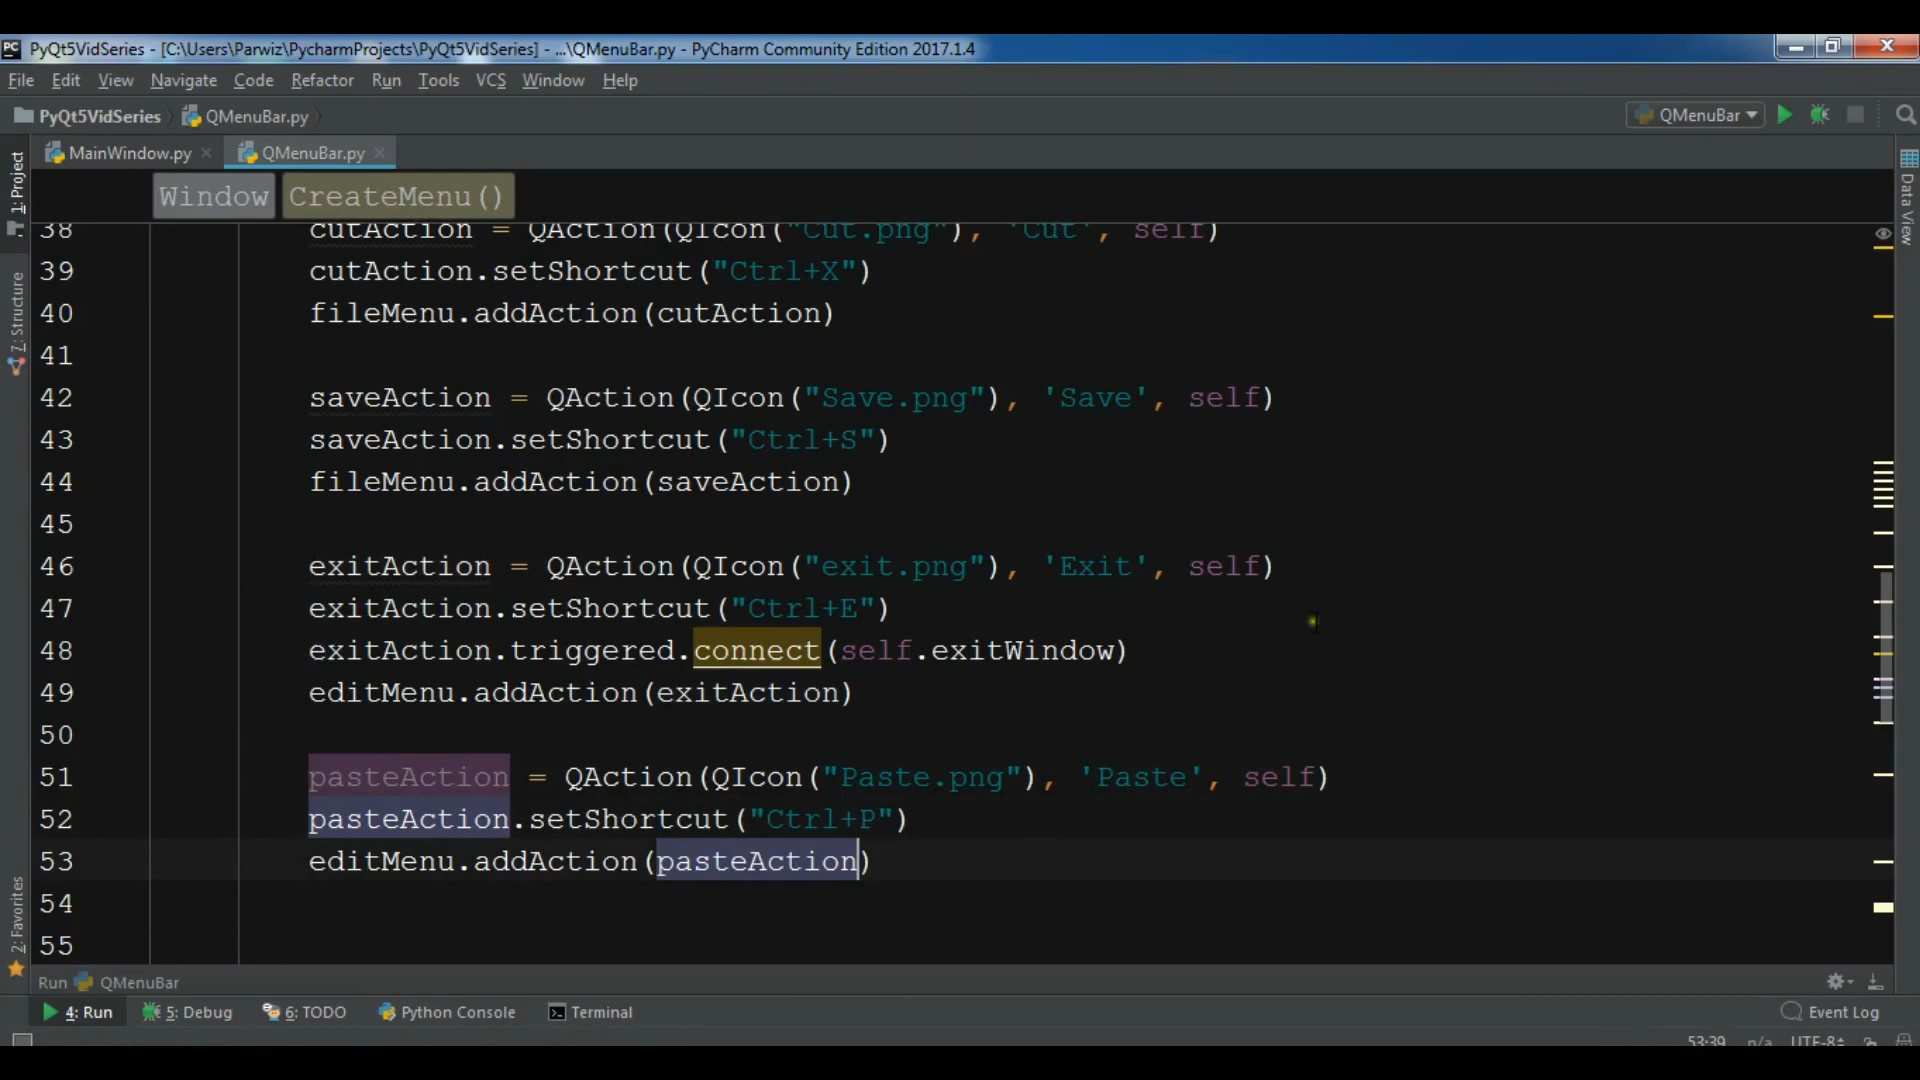 PyQt5VidSeries - [C:\Users\Parwiz\PycharmProjects\PyQt5VidSeries] - ...\QMenuBar.py - PyCharm Community Edition 2017.1.4
File Edit View Navigate Code Refactor Run Tools VCS Window Help
PyQt5VidSeries QMenuBar.py QMenuBar
MainWindow.py QMenuBar.py
1: Project
7: Structure
2: Favorites
Data View
Window CreateMenu()
38 cutAction = QAction(QIcon("Cut.png"), 'Cut', self)
39 cutAction.setShortcut("Ctrl+X")
40 fileMenu.addAction(cutAction)
41
42 saveAction = QAction(QIcon("Save.png"), 'Save', self)
43 saveAction.setShortcut("Ctrl+S")
44 fileMenu.addAction(saveAction)
45
46 exitAction = QAction(QIcon("exit.png"), 'Exit', self)
47 exitAction.setShortcut("Ctrl+E")
48 exitAction.triggered.connect(self.exitWindow)
49 editMenu.addAction(exitAction)
50
51 pasteAction = QAction(QIcon("Paste.png"), 'Paste', self)
52 pasteAction.setShortcut("Ctrl+P")
53 editMenu.addAction(pasteAction)
54
55
Run QMenuBar
4: Run 5: Debug 6: TODO Python Console Terminal Event Log
53:39 n/a UTF-8